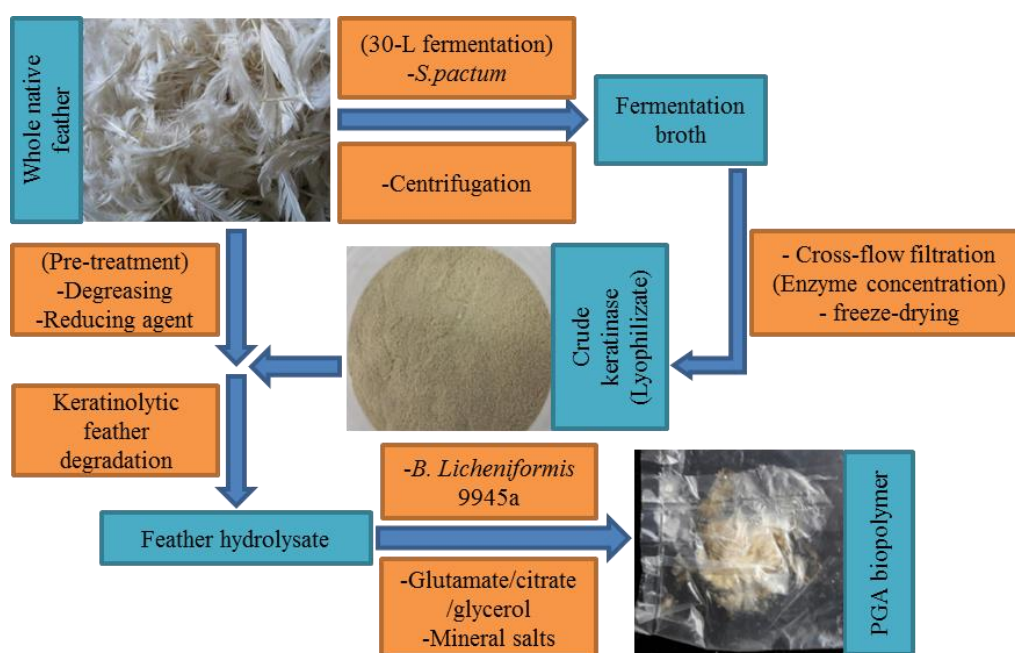 Whole native
feather
(30-L fermentation)
-S.pactum
-Centrifugation
Fermentation
broth
- Cross-flow filtration
(Enzyme concentration)
- freeze-drying
Crude
keratinase
(Lyophilizate)
(Pre-treatment)
-Degreasing
-Reducing agent
Keratinolytic
feather
degradation
Feather hydrolysate
-B. Licheniformis
9945a
-Glutamate/citrate
/glycerol
-Mineral salts
PGA biopolymer